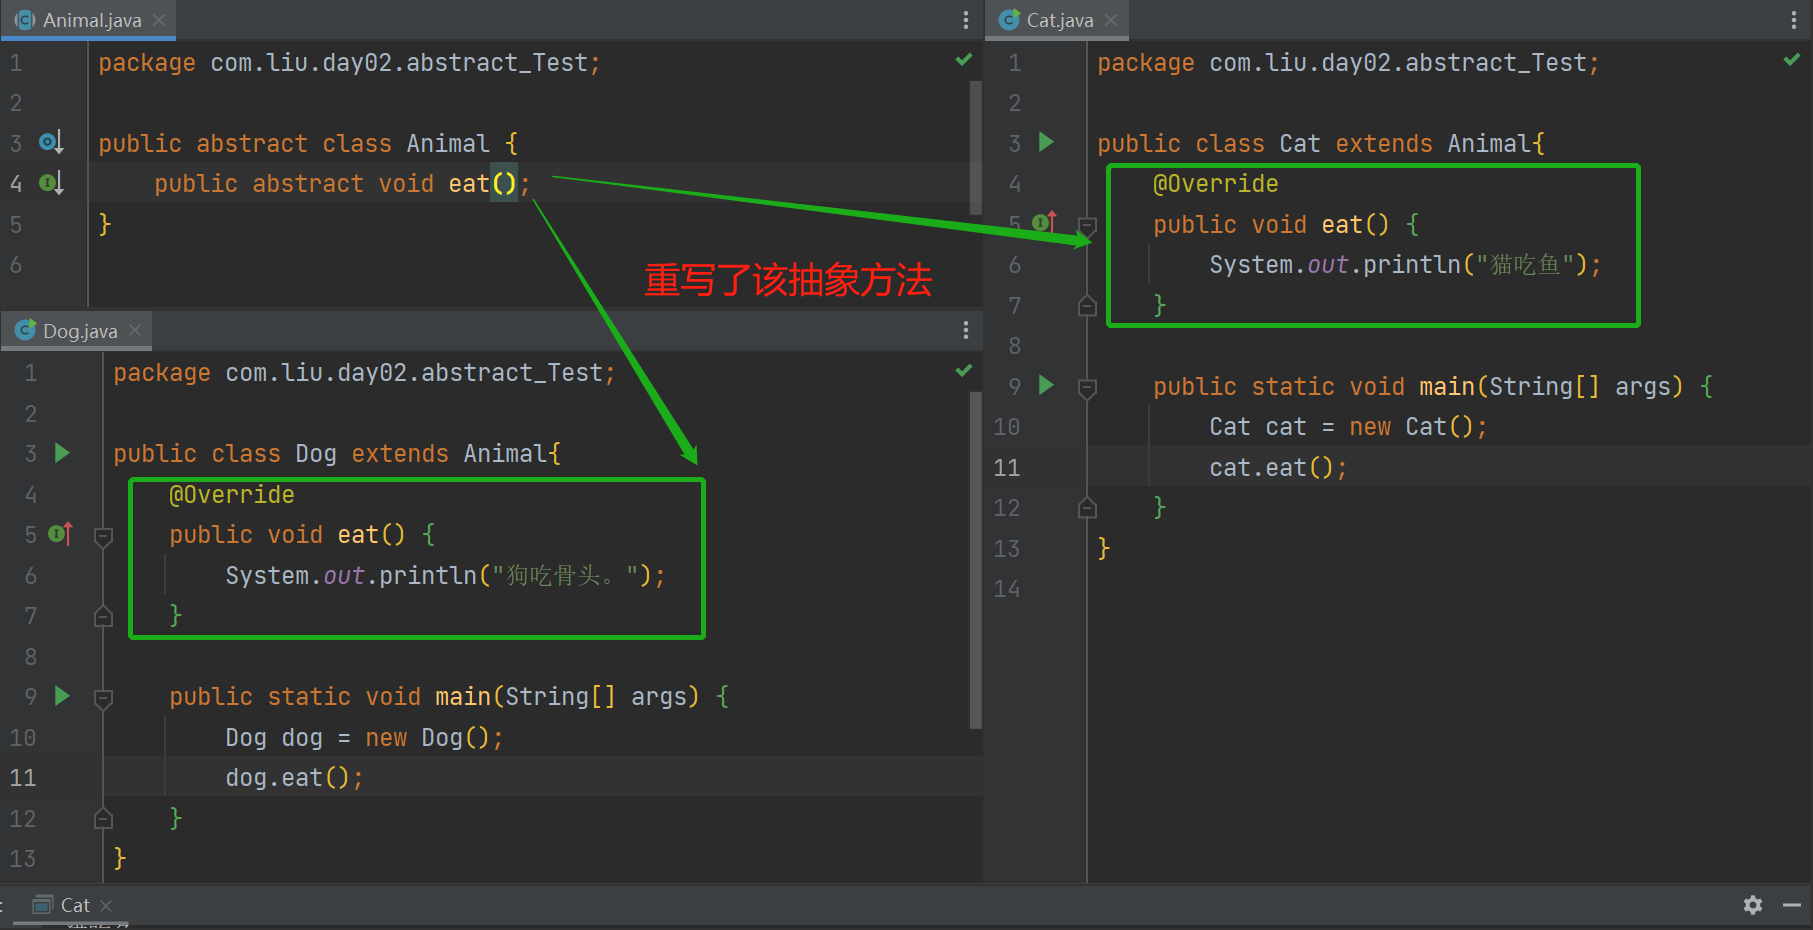 Animal.java
1 package com.liu.day02.abstract_Test;
2
3 public abstract class Animal {
4 public abstract void eat();
5 }
6
重写了该抽象方法
Dog.java
1 package com.liu.day02.abstract_Test;
2
3 public class Dog extends Animal{
4 @Override
5 public void eat() {
6 System.out.println("狗吃骨头。");
7 }
8
9 public static void main(String[] args) {
10 Dog dog = new Dog();
11 dog.eat();
12 }
13 }
Cat.java
1 package com.liu.day02.abstract_Test;
2
3 public class Cat extends Animal{
4 @Override
5 public void eat() {
6 System.out.println("猫吃鱼");
7 }
8
9 public static void main(String[] args) {
10 Cat cat = new Cat();
11 cat.eat();
12 }
13 }
14
: Cat